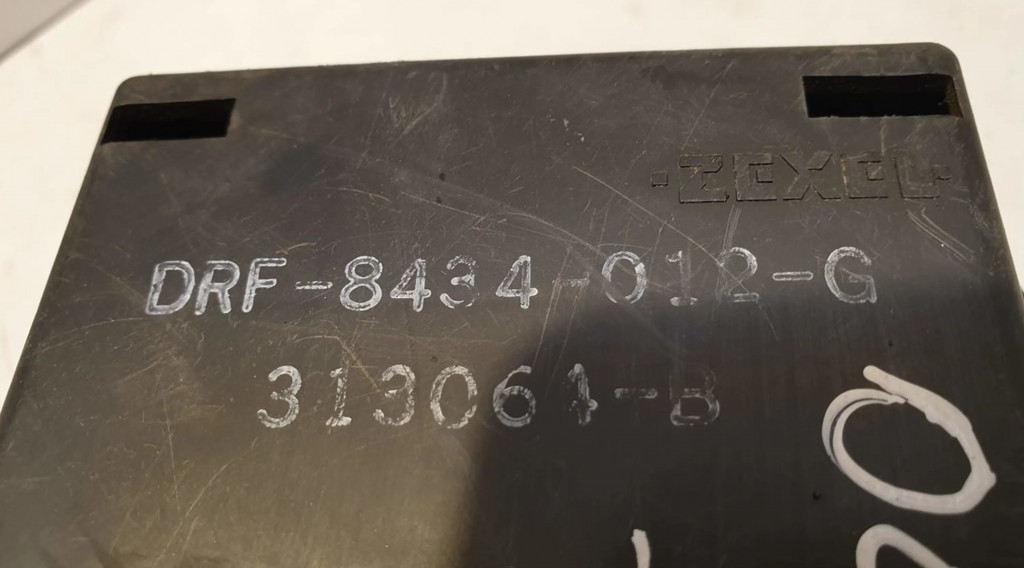 ·ZEXEL·
DRF-8434-012-G
313061-B